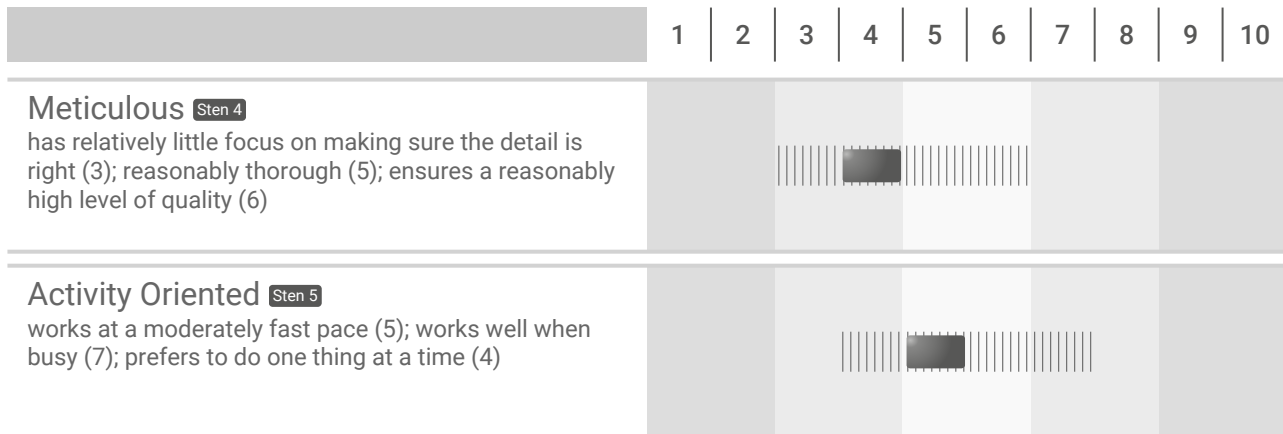 1 2 3 4 5 6 7 8 9 10
Meticulous Sten 4
has relatively little focus on making sure the detail is
right (3); reasonably thorough (5); ensures a reasonably
high level of quality (6)
Activity Oriented Sten 5
works at a moderately fast pace (5); works well when
busy (7); prefers to do one thing at a time (4)